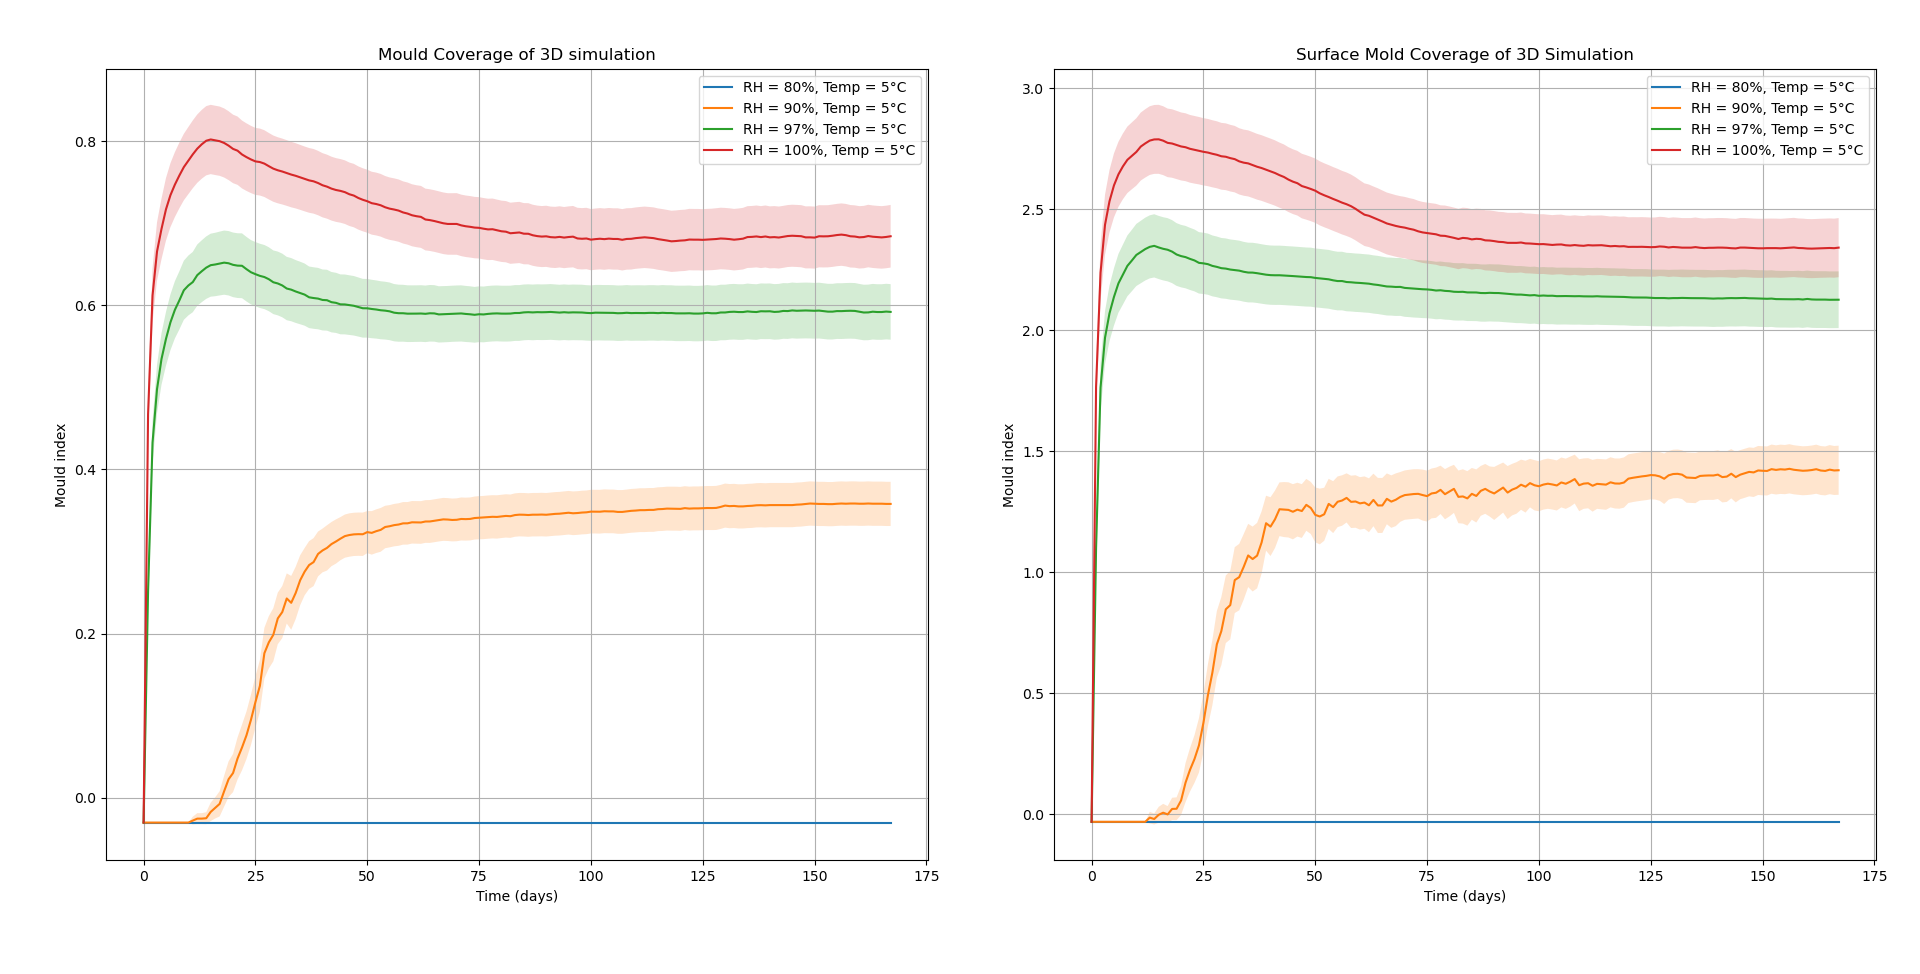 Mould Coverage of 3D simulation
RH = 80%, Temp = 5°C
RH = 90%, Temp = 5°C
RH = 97%, Temp = 5°C
RH = 100%, Temp = 5°C
0.8
0.6
0.4
0.2
0.0
Mould index
0 25 50 75 100 125 150 175
Time (days)
Surface Mold Coverage of 3D Simulation
RH = 80%, Temp = 5°C
RH = 90%, Temp = 5°C
RH = 97%, Temp = 5°C
RH = 100%, Temp = 5°C
3.0
2.5
2.0
1.5
1.0
0.5
0.0
Mould index
0 25 50 75 100 125 150 175
Time (days)